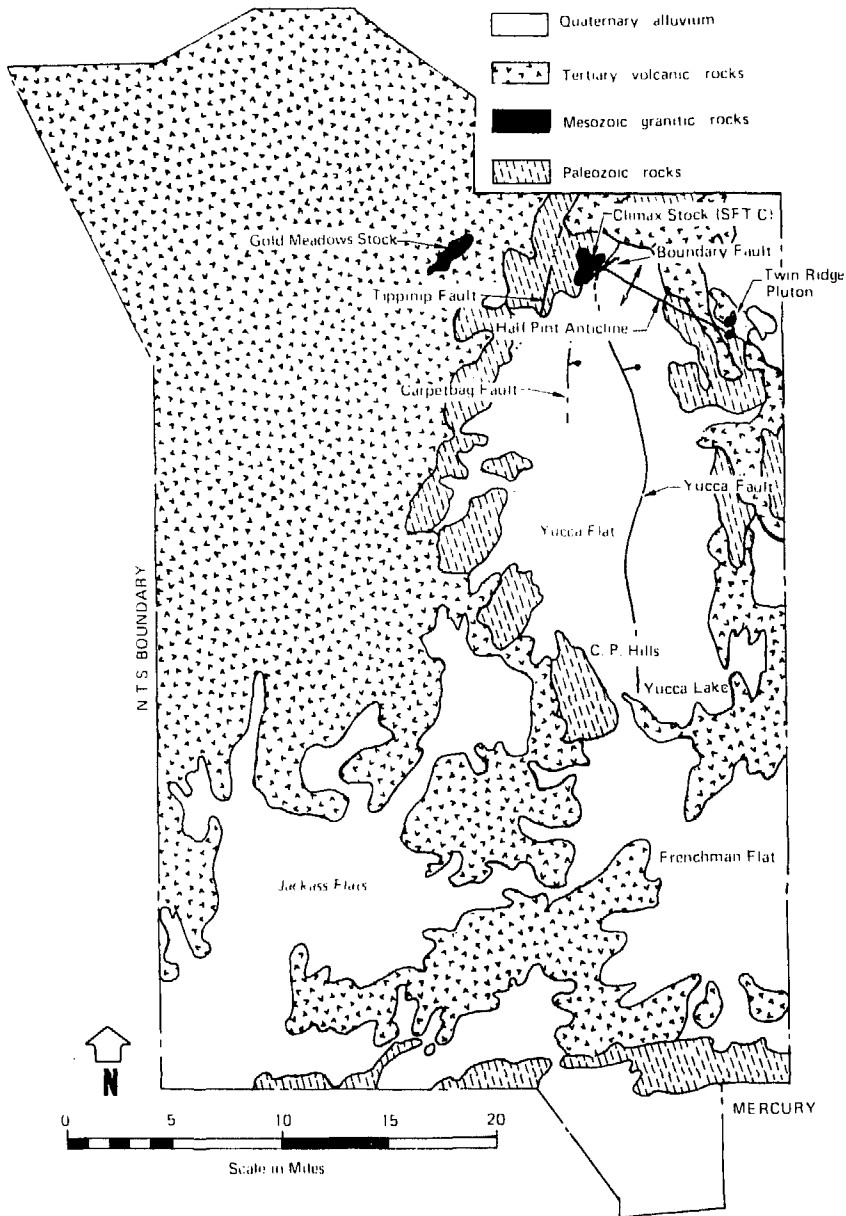 Quaternary alluvium
Tertiary volcanic rocks
Mesozoic granitic rocks
Paleozoic rocks
Climax Stock (SFT C)
Gold Meadows Stock
Boundary Fault
Twin Ridge
Pluton
Tippinip Fault
Half Pint Anticline
Carpetbag Fault
Yucca Fault
Yucca Flat
NTS BOUNDARY
C. P. Hills
Yucca Lake
Frenchman Flat
Jackass Flats
N
MERCURY
0 5 10 15 20
Scale in Miles